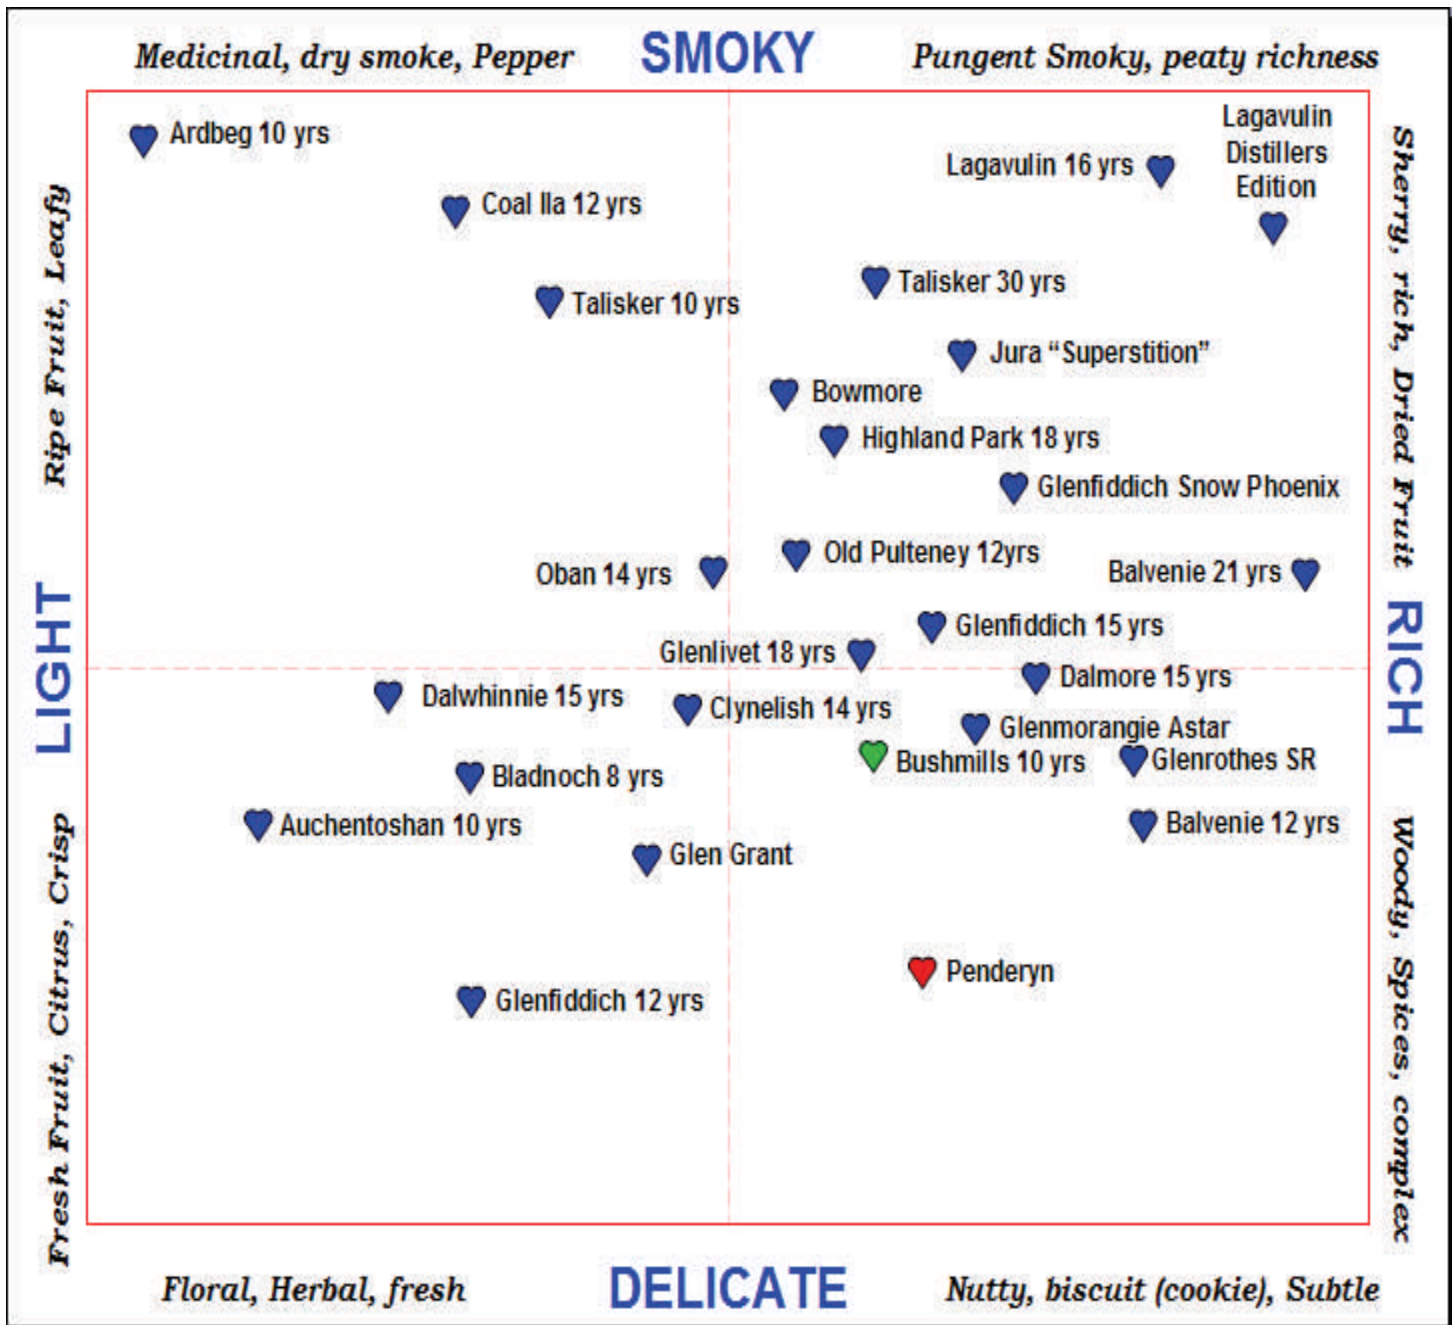 Medicinal, dry smoke, Pepper
SMOKY
Pungent Smoky, peaty richness
Ardbeg 10 yrs
Lagavulin
Distillers
Edition
Lagavulin 16 yrs
Coal Ila 12 yrs
Talisker 30 yrs
Talisker 10 yrs
Jura “Superstition”
Bowmore
Highland Park 18 yrs
Glenfiddich Snow Phoenix
Old Pulteney 12yrs
Oban 14 yrs
Balvenie 21 yrs
Glenfiddich 15 yrs
Glenlivet 18 yrs
Dalmore 15 yrs
Dalwhinnie 15 yrs
Clynelish 14 yrs
Glenmorangie Astar
Bushmills 10 yrs
Glenrothes SR
Bladnoch 8 yrs
Auchentoshan 10 yrs
Balvenie 12 yrs
Glen Grant
Penderyn
Glenfiddich 12 yrs
Ripe Fruit, Leafy
LIGHT
Fresh Fruit, Citrus, Crisp
Sherry, rich, Dried Fruit
RICH
Woody, Spices, complex
Floral, Herbal, fresh
DELICATE
Nutty, biscuit (cookie), Subtle